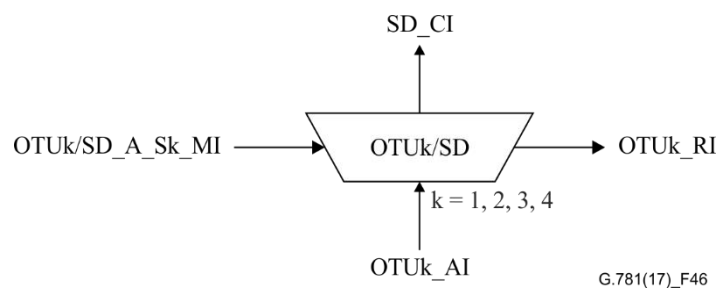 SD_CI
OTUk/SD_A_Sk_MI
OTUk/SD
OTUk_RI
k = 1, 2, 3, 4
OTUk_AI
G.781(17)_F46